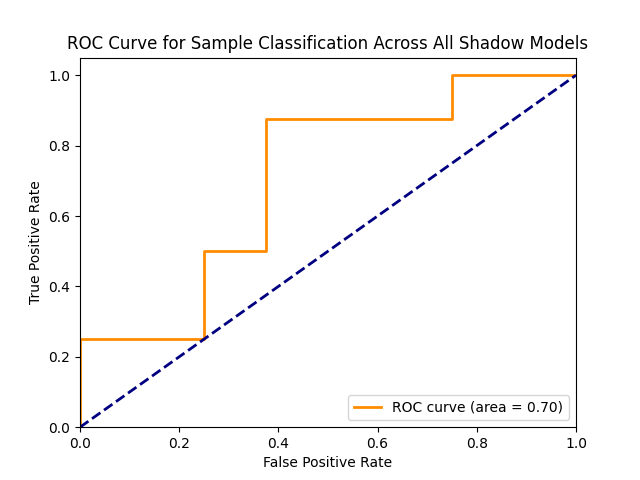 ROC Curve for Sample Classification Across All Shadow Models
True Positive Rate
1.0
0.8
0.6
0.4
0.2
0.0
0.0 0.2 0.4 0.6 0.8 1.0
False Positive Rate
ROC curve (area = 0.70)